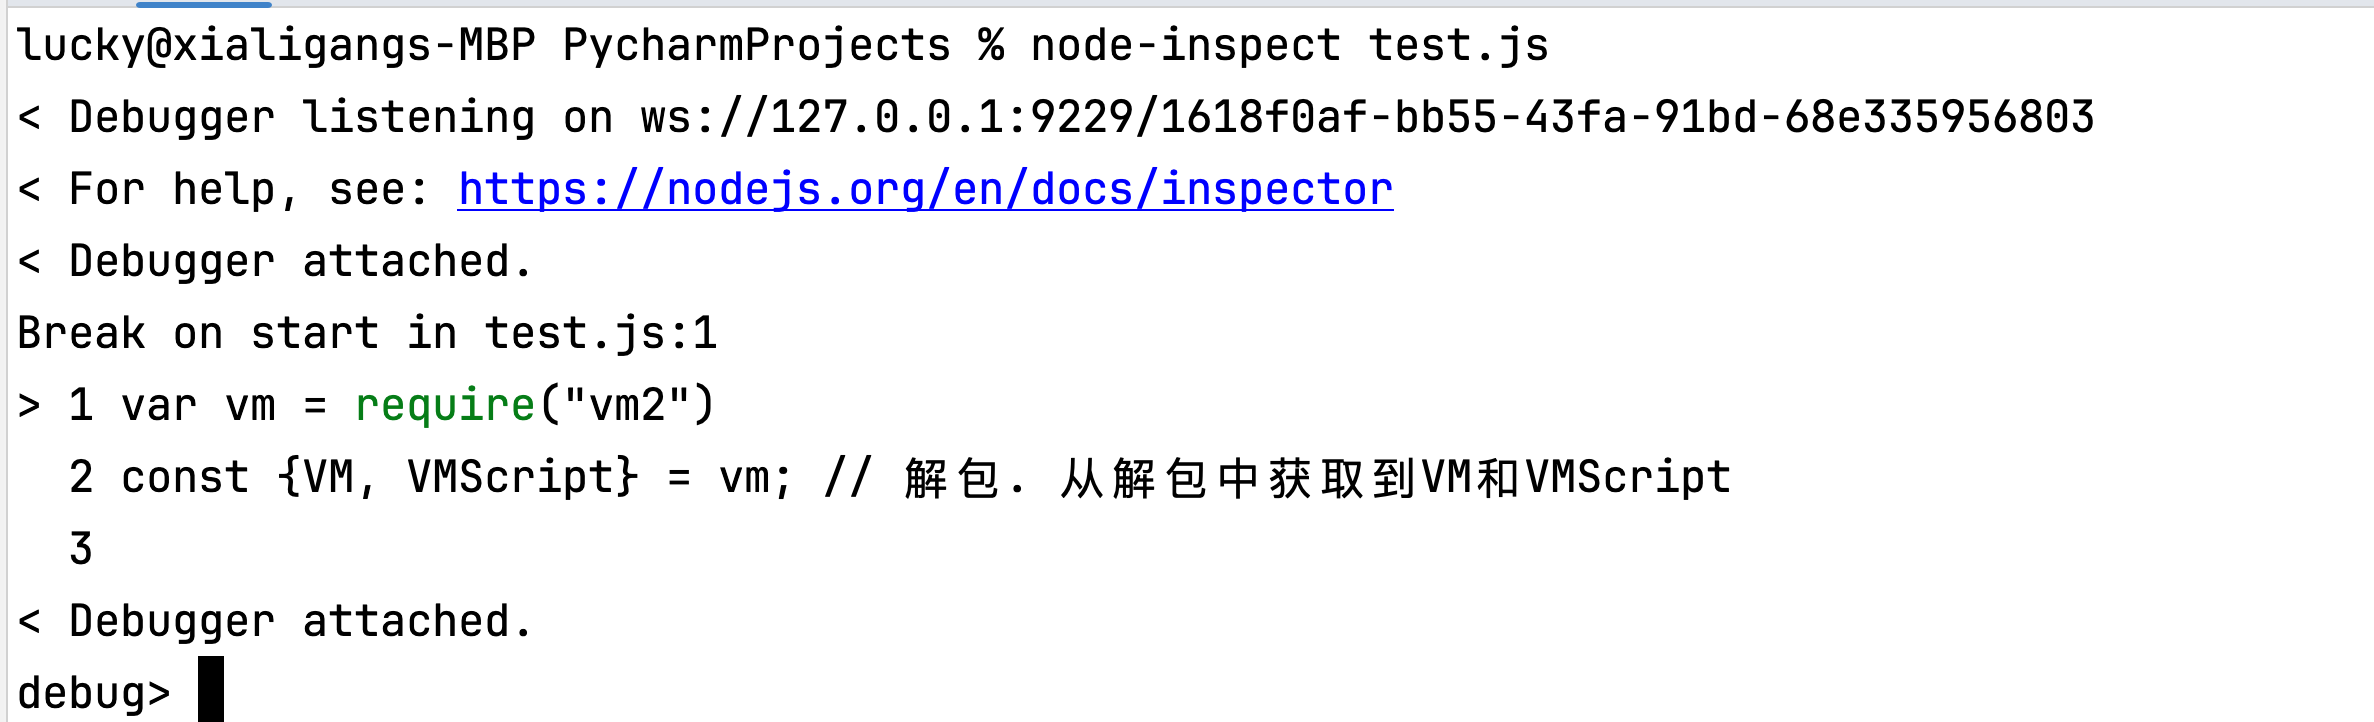 lucky@xialigangs-MBP PycharmProjects % node-inspect test.js
< Debugger listening on ws://127.0.0.1:9229/1618f0af-bb55-43fa-91bd-68e335956803
< For help, see: https://nodejs.org/en/docs/inspector
< Debugger attached.
Break on start in test.js:1
> 1 var vm = require("vm2")
  2 const {VM, VMScript} = vm; // 解包. 从解包中获取到VM和VMScript
  3
< Debugger attached.
debug>